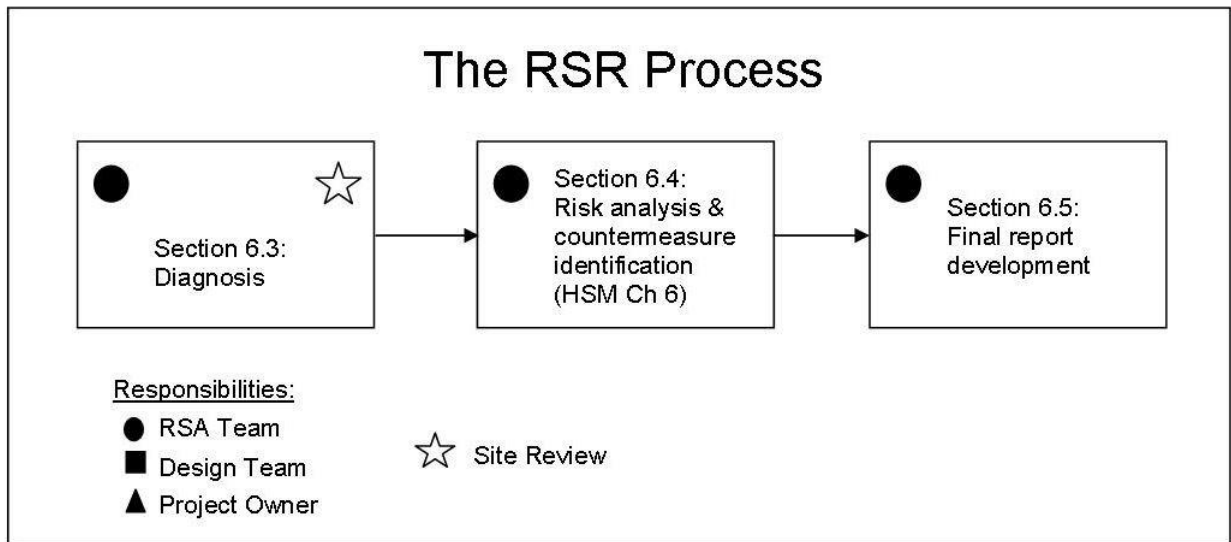 The RSR Process
Section 6.3:
Diagnosis
Section 6.4:
Risk analysis &
countermeasure
identification
(HSM Ch 6)
Section 6.5:
Final report
development
Responsibilities:
RSA Team
Design Team
Project Owner
Site Review